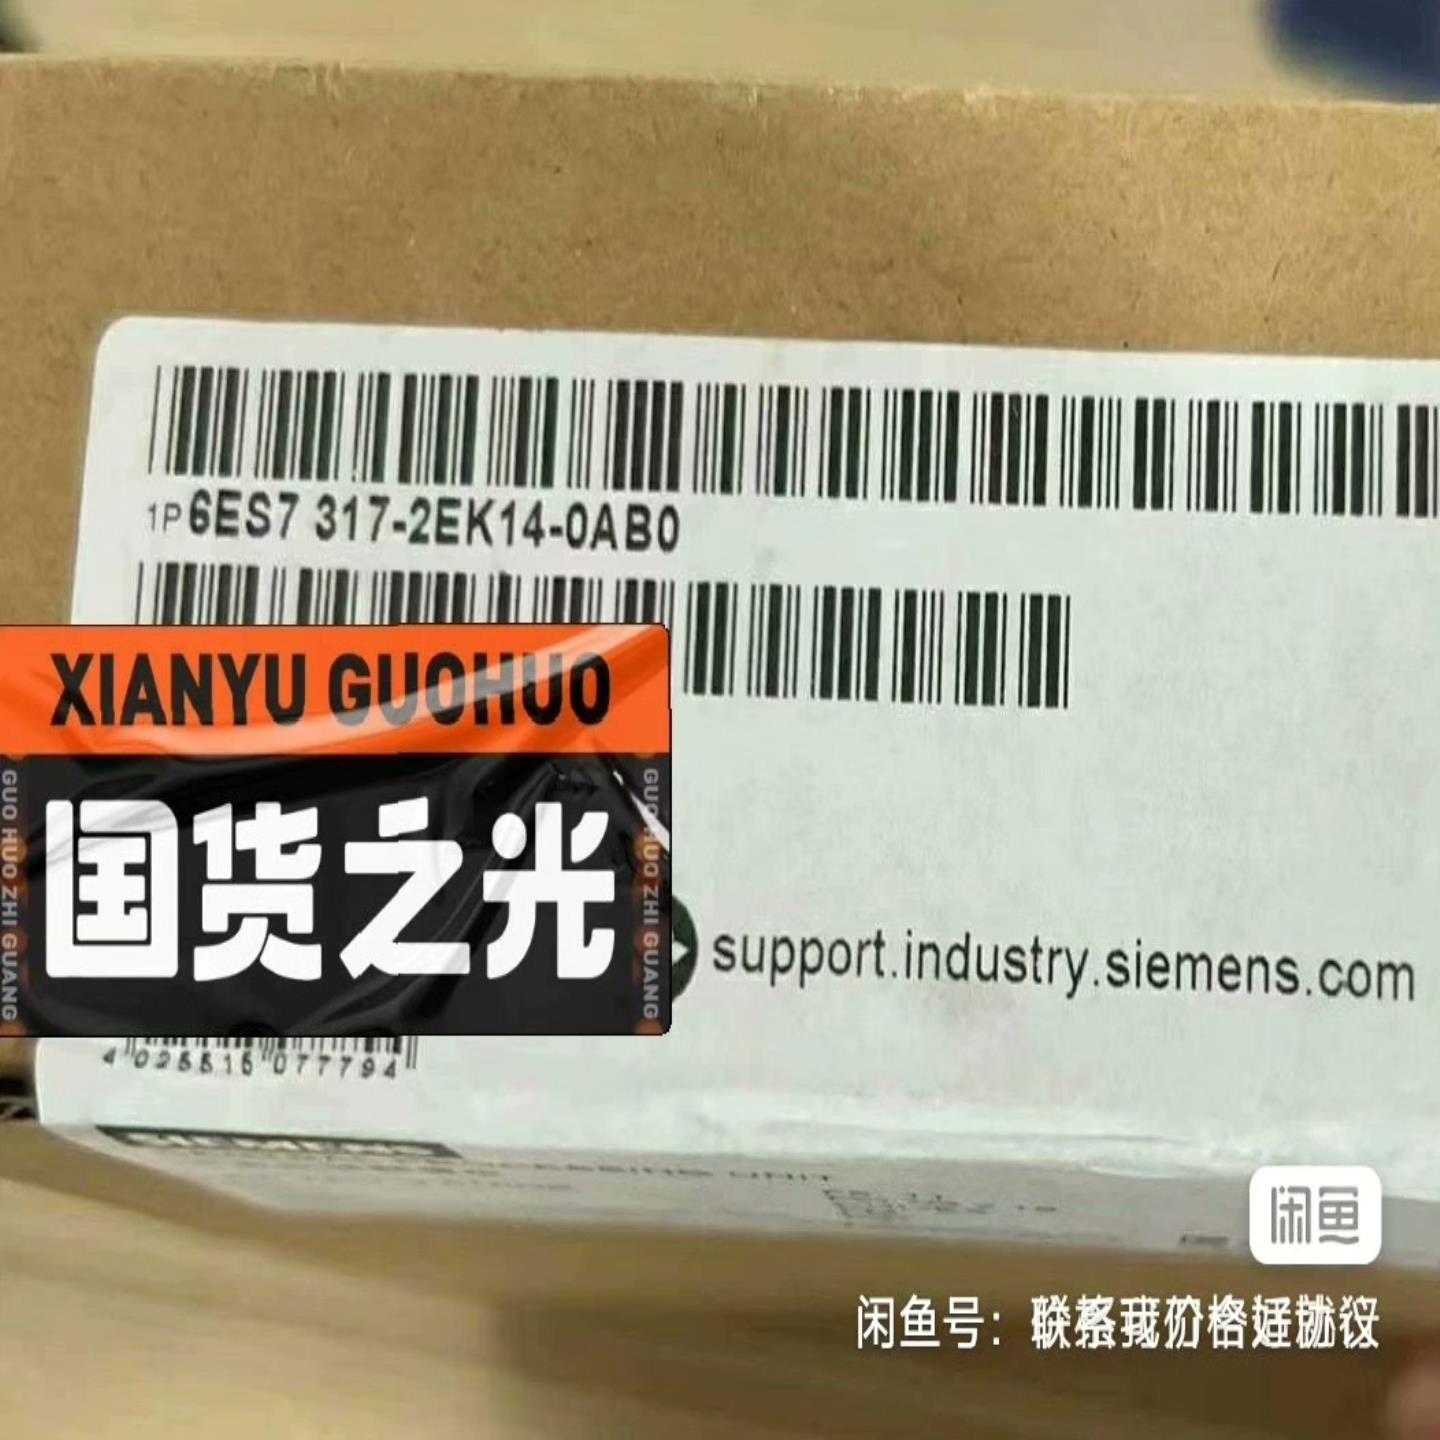 1P 6ES7 317-2EK14-0AB0
XIANYU GUOHUO
国货之光
GUO HUO ZHI GUANG
GUO HUO ZHI GUANG
support.industry.siemens.com
4 025515 077794
UNIT
闲鱼
闲鱼号：